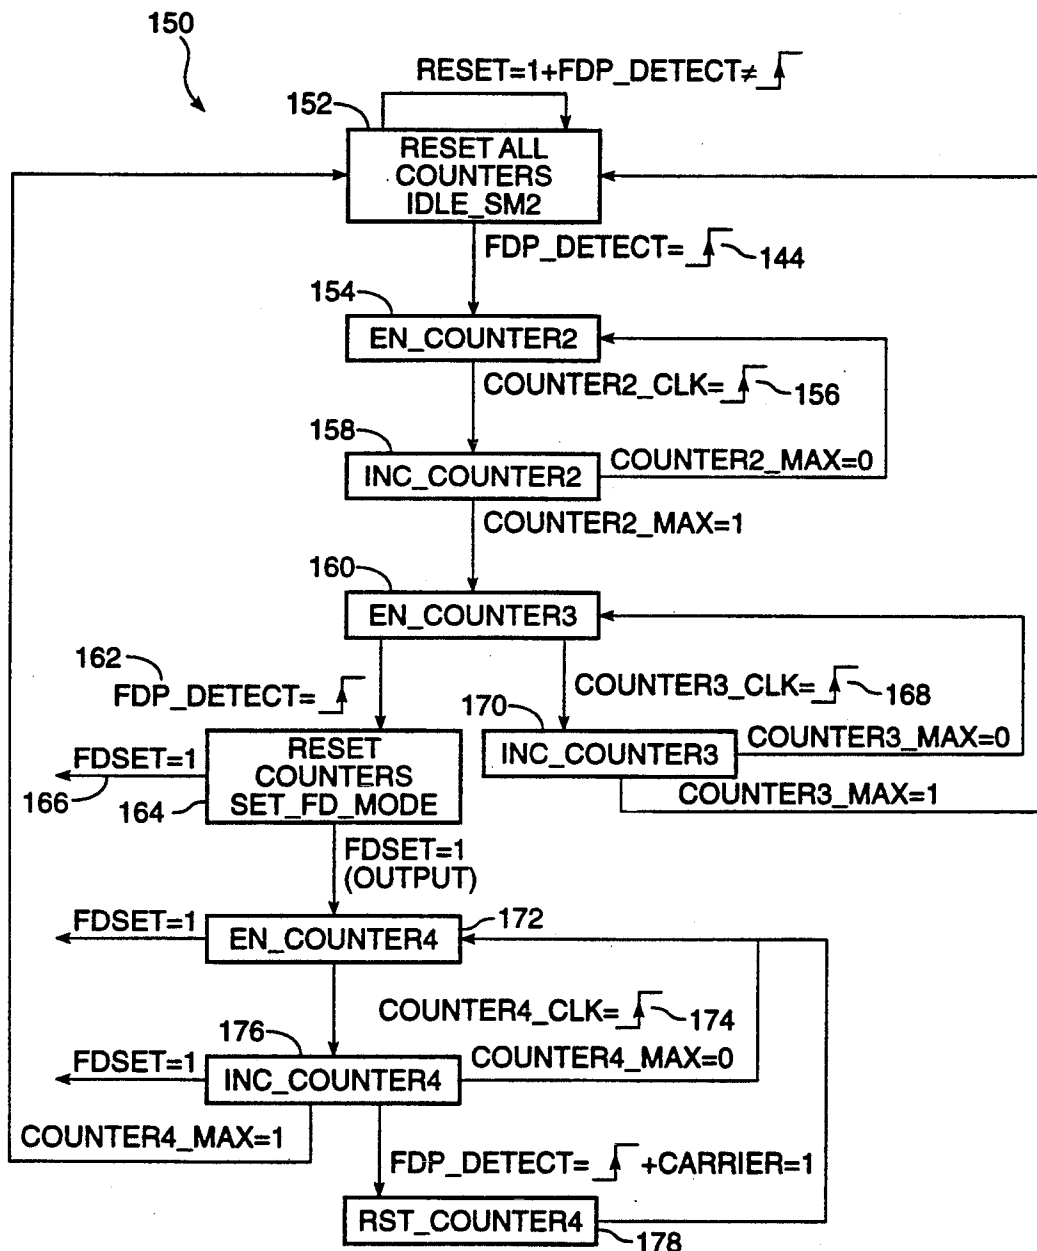 150
RESET=1+FDP_DETECT≠
152
RESET ALL
COUNTERS
IDLE_SM2
FDP_DETECT=
144
154
EN_COUNTER2
COUNTER2_CLK=
156
158
INC_COUNTER2
COUNTER2_MAX=0
COUNTER2_MAX=1
160
EN_COUNTER3
162
FDP_DETECT=
COUNTER3_CLK=
168
170
INC_COUNTER3
COUNTER3_MAX=0
COUNTER3_MAX=1
FDSET=1
166
164
RESET
COUNTERS
SET_FD_MODE
FDSET=1
(OUTPUT)
FDSET=1
EN_COUNTER4
172
COUNTER4_CLK=
174
176
FDSET=1
INC_COUNTER4
COUNTER4_MAX=0
COUNTER4_MAX=1
FDP_DETECT= +CARRIER=1
RST_COUNTER4
178